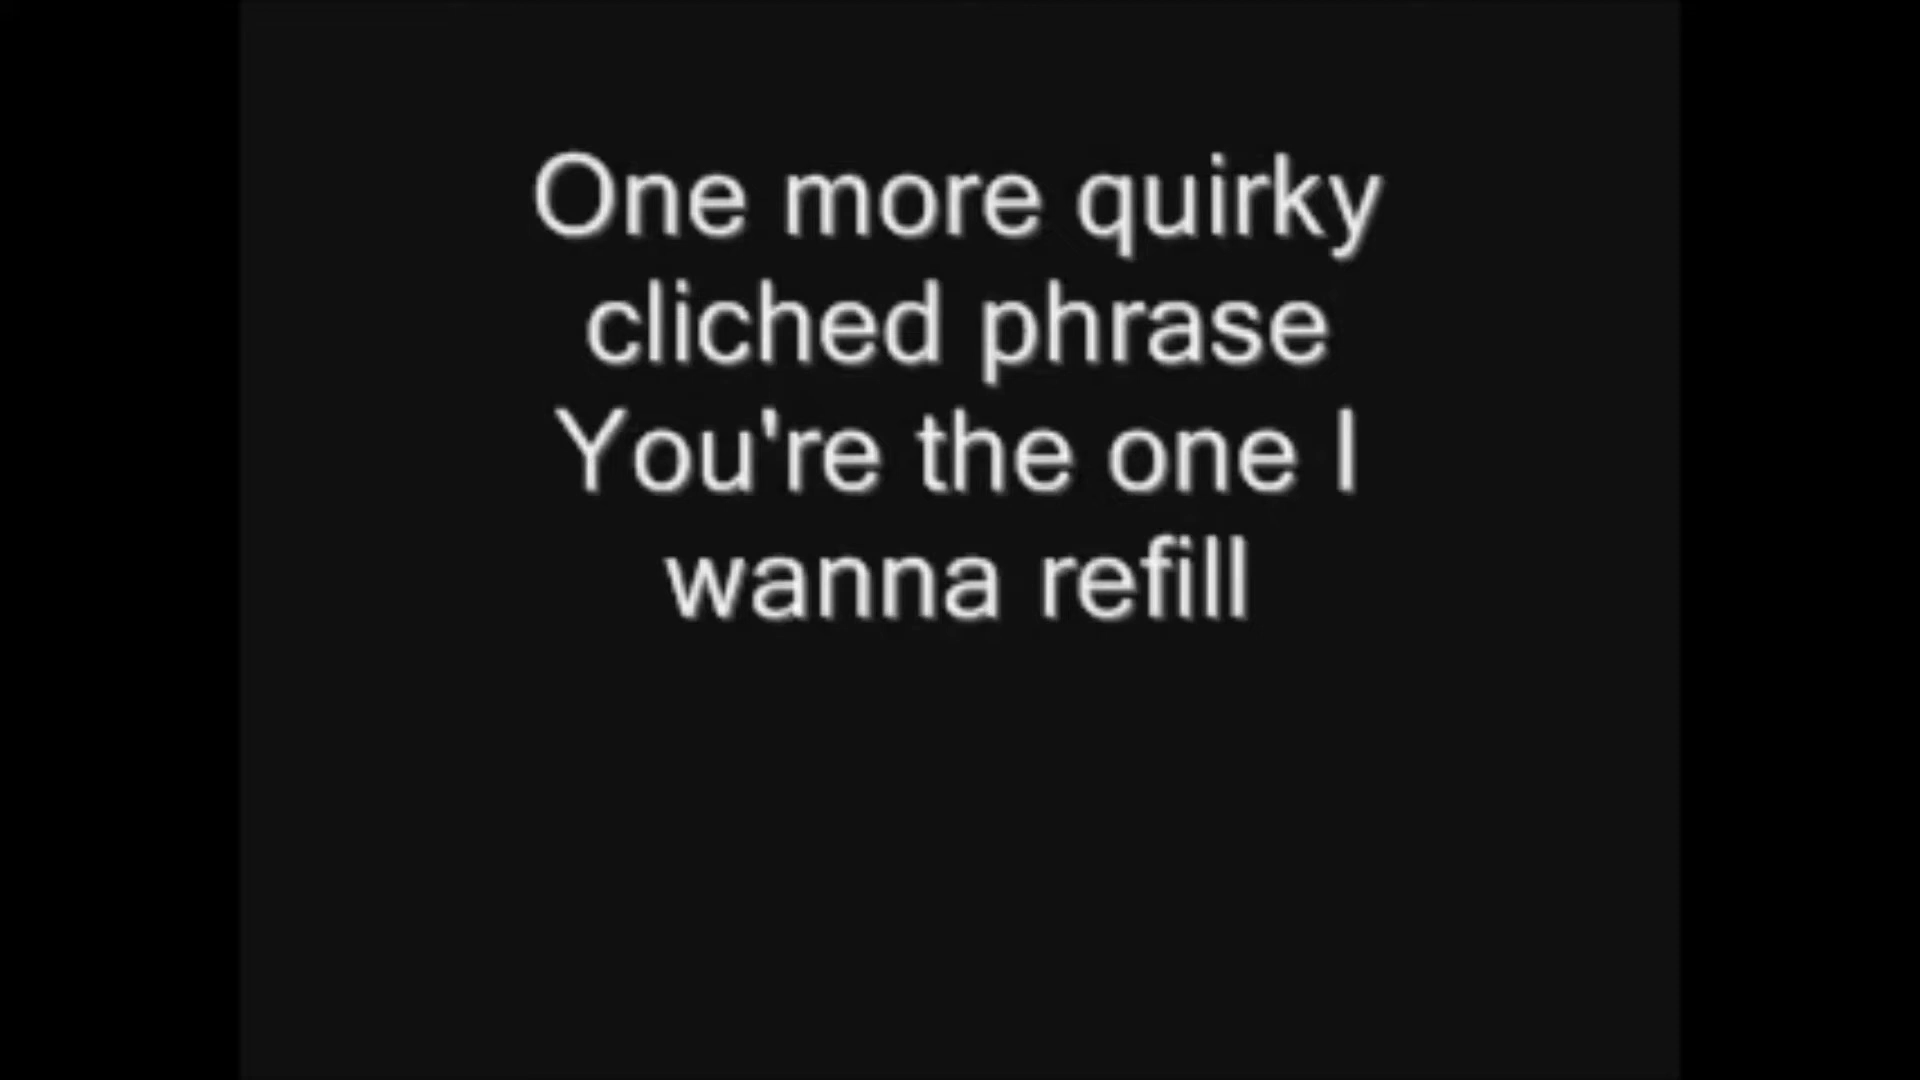 One more quirky
cliched phrase
You're the one I
wanna refill